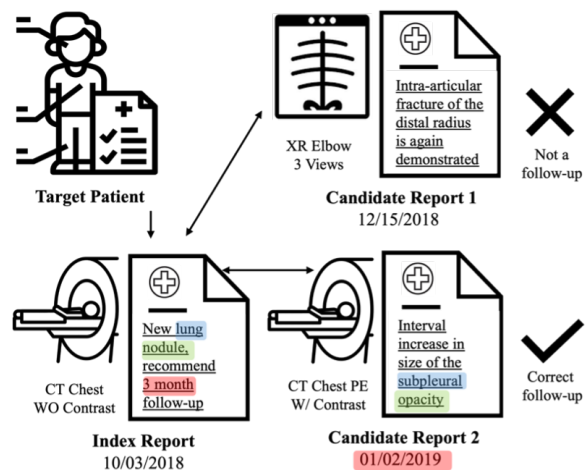 Target Patient
XR Elbow
3 Views
Intra-articular
fracture of the
distal radius
is again
demonstrated
Not a
follow-up
Candidate Report 1
12/15/2018
CT Chest
WO Contrast
New lung
nodule,
recommend
3 month
follow-up
Index Report
10/03/2018
CT Chest PE
W/ Contrast
Interval
increase in
size of the
subpleural
opacity
Correct
follow-up
Candidate Report 2
01/02/2019